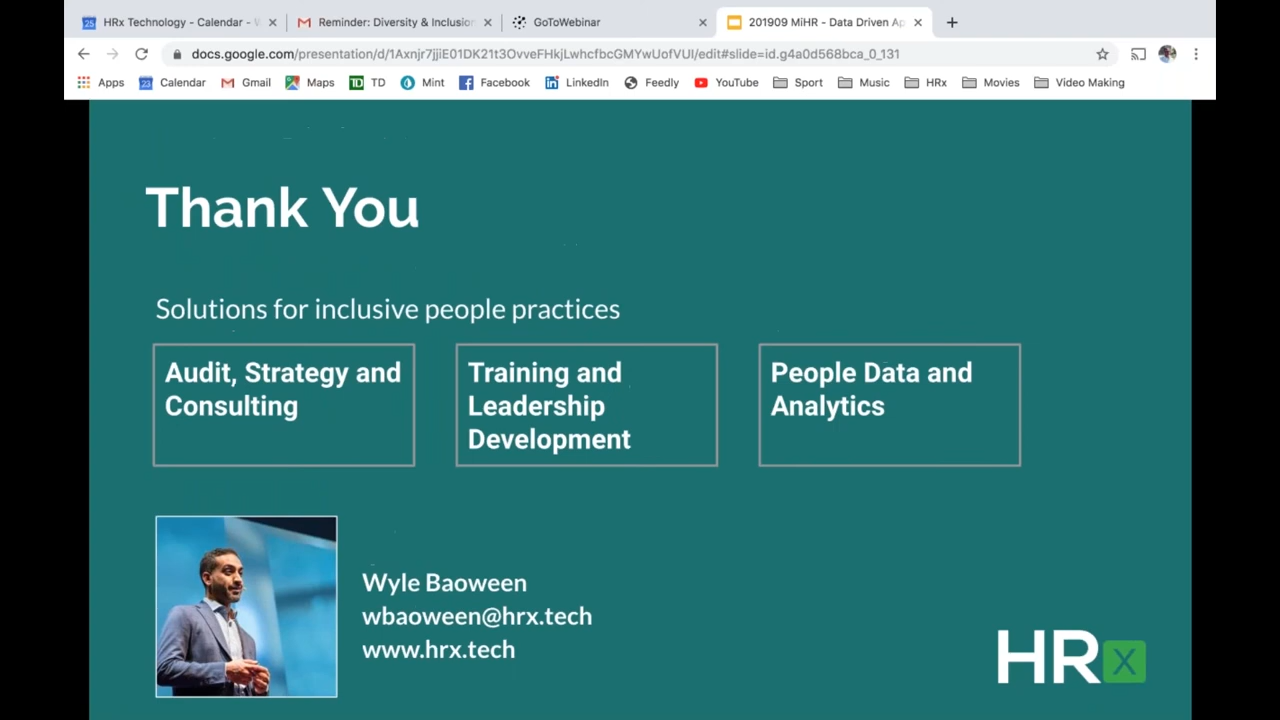 HRx Technology - Calendar -
Reminder: Diversity & Inclusion
GoToWebinar
201909 MiHR - Data Driven Ap
docs.google.com/presentation/d/1Axnjr7jjiE01DK21t3OvveFHkjLwhcfbcGMYwUofVUI/edit#slide=id.g4a0d568bca_0_131
Apps
25 Calendar
Gmail
Maps
TD TD
Mint
Facebook
LinkedIn
Feedly
YouTube
Sport
Music
HRx
Movies
Video Making
Thank You
Solutions for inclusive people practices
Audit, Strategy and
Consulting
Training and
Leadership
Development
People Data and
Analytics
Wyle Baoween
wbaoween@hrx.tech
www.hrx.tech
HRx